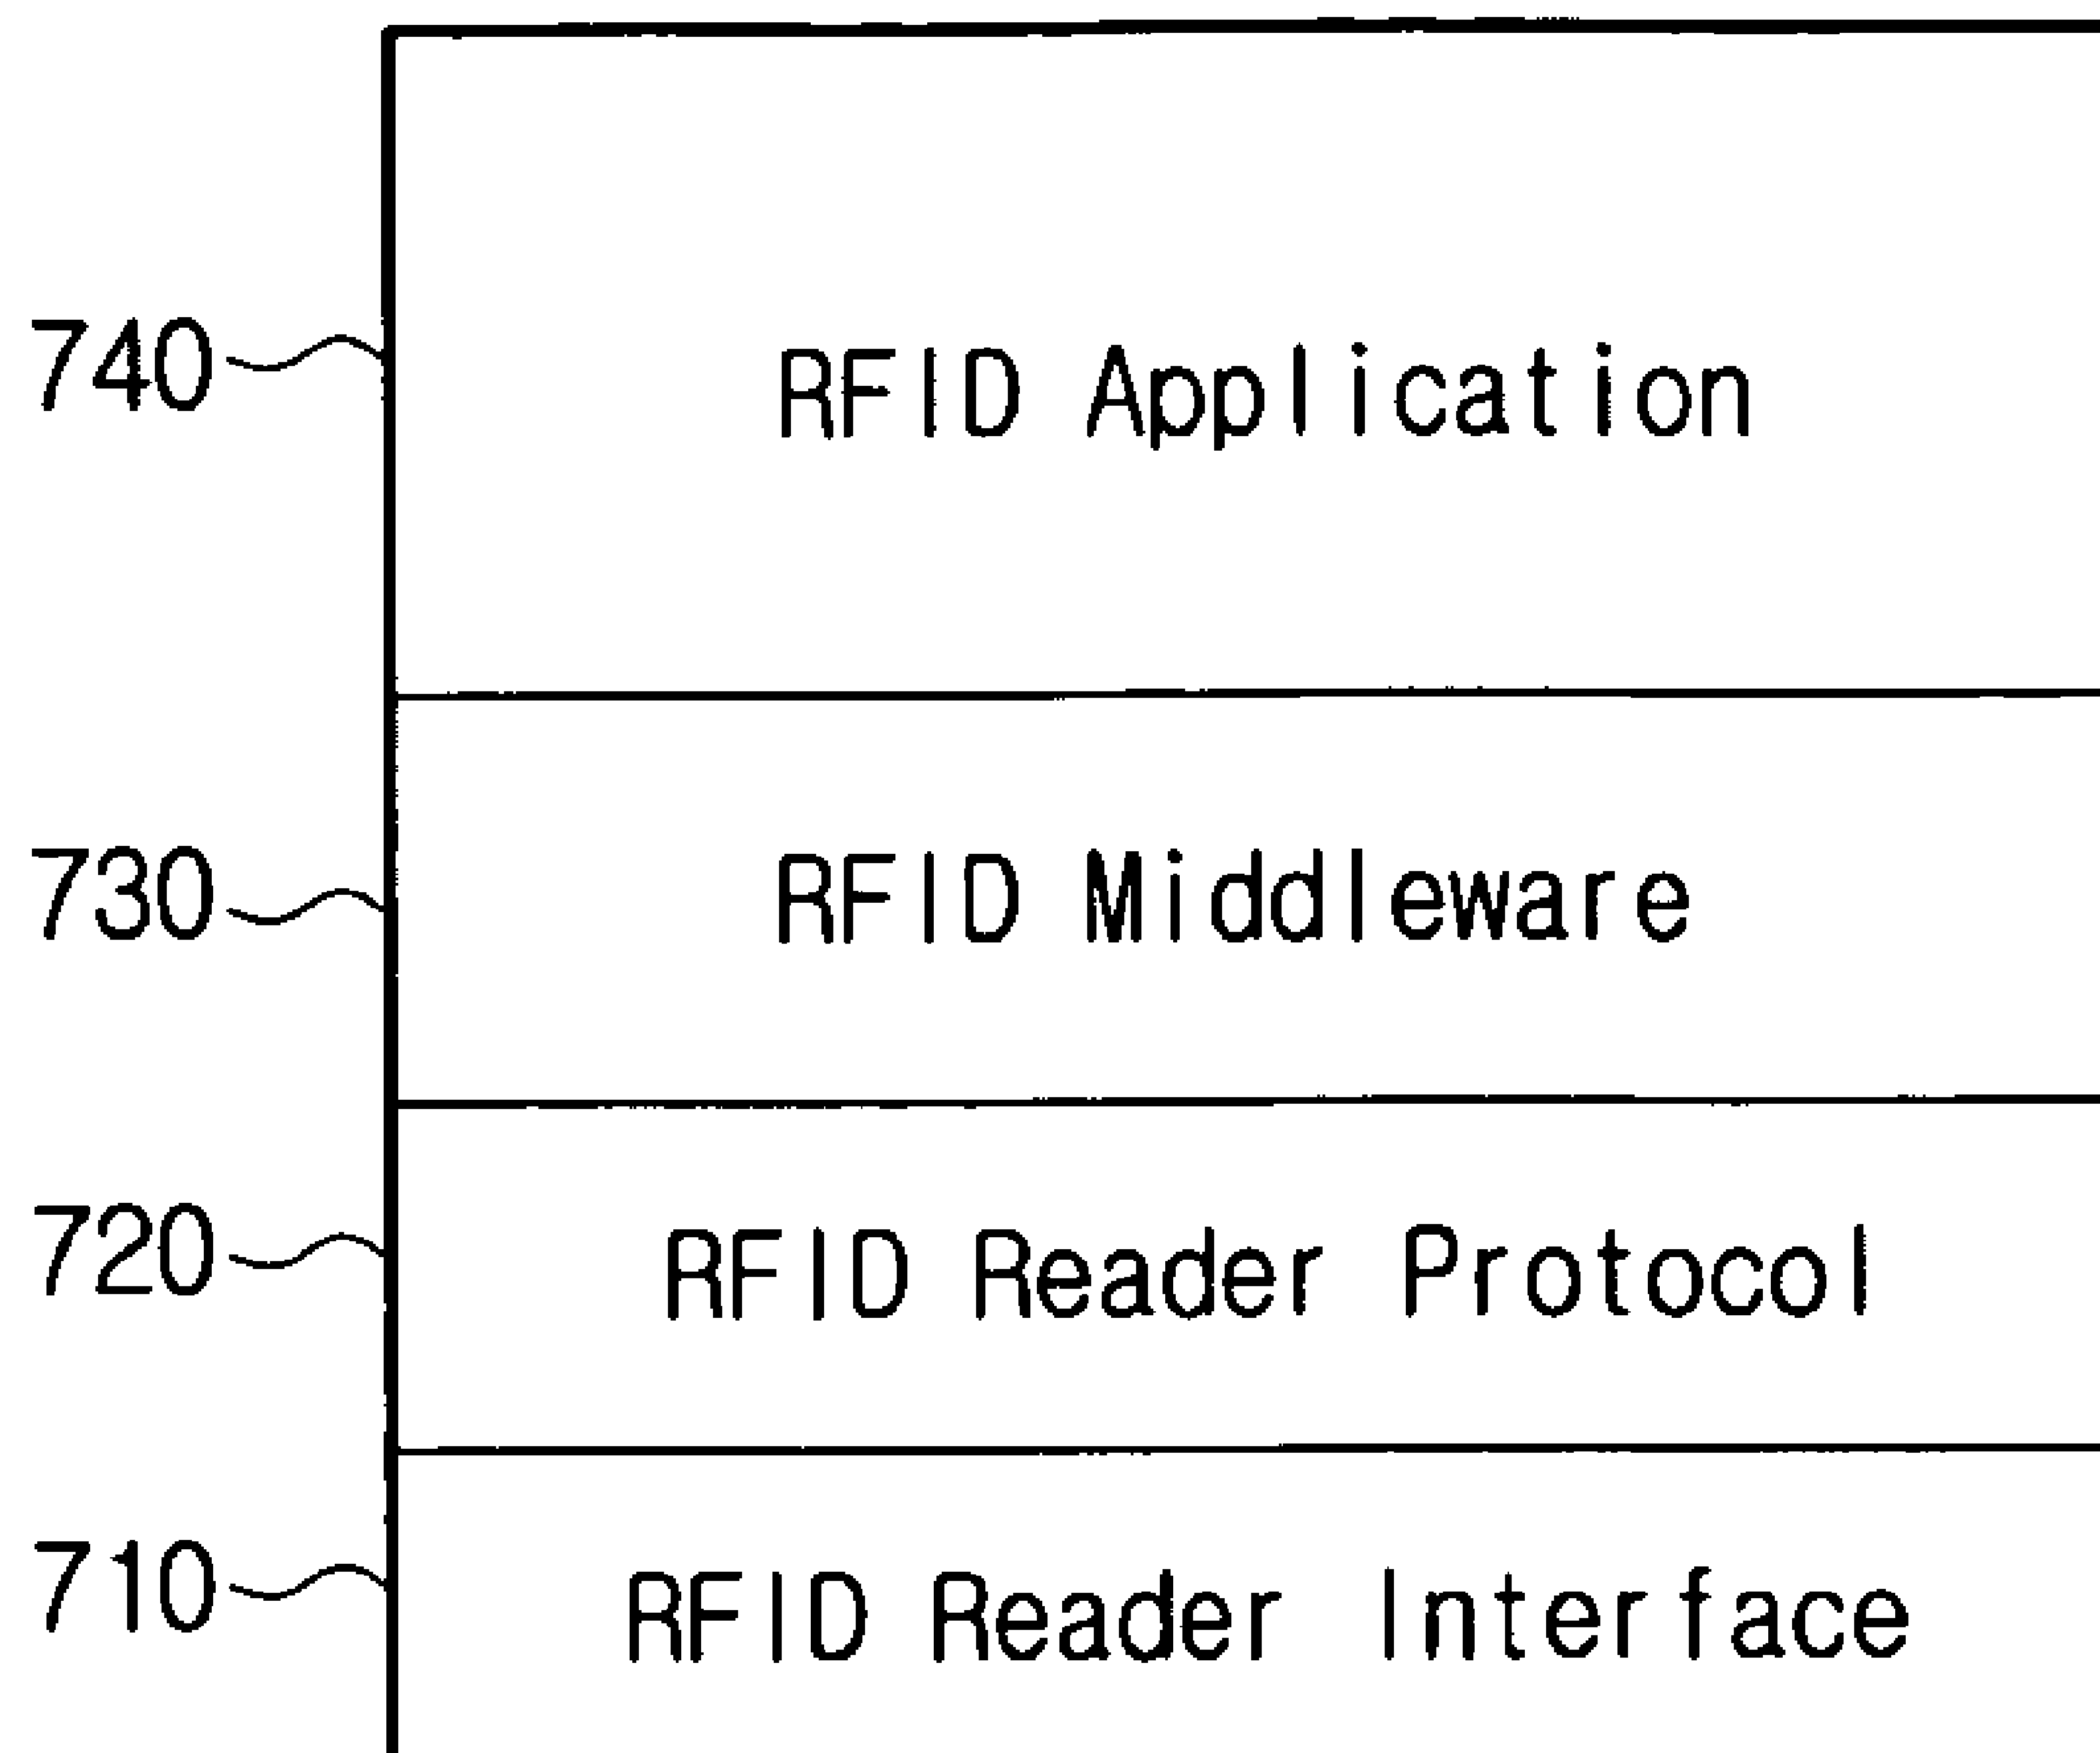 740 RFID Application
730 RFID Middleware
720 RFID Reader Protocol
710 RFID Reader Interface